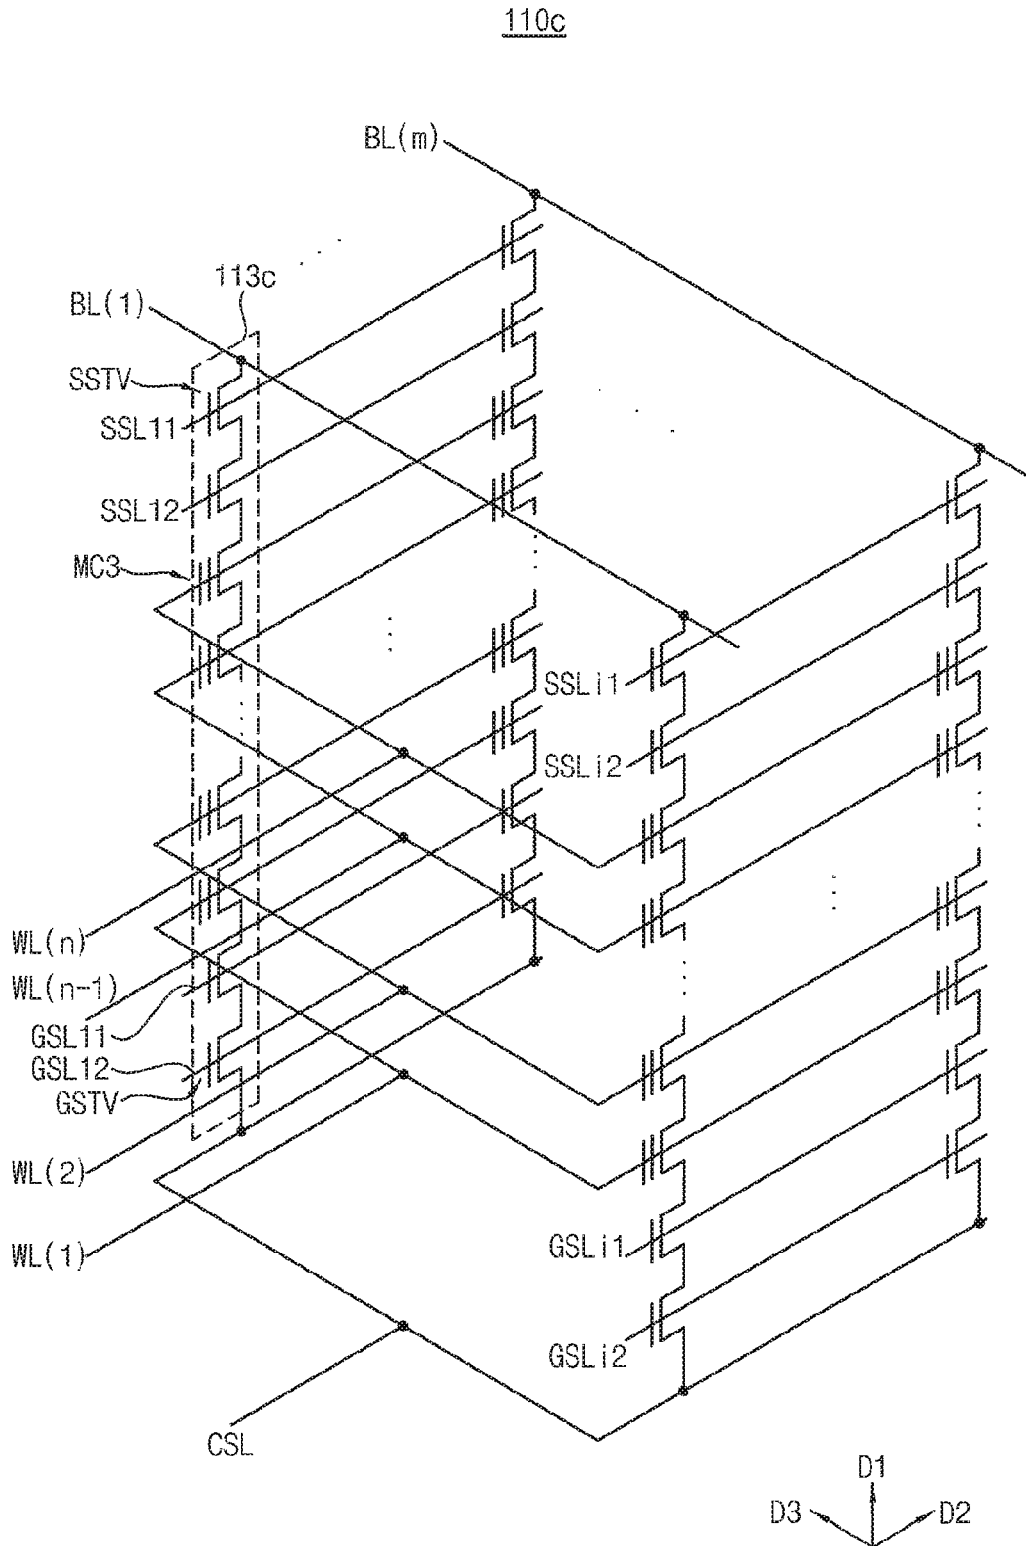 110c
BL(m)
113c
BL(1)
SSTV
SSL11
SSL12
MC3
SSLi1
SSLi2
WL(n)
WL(n-1)
GSL11
GSL12
GSTV
WL(2)
WL(1)
GSLi1
GSLi2
CSL
D1
D3
D2